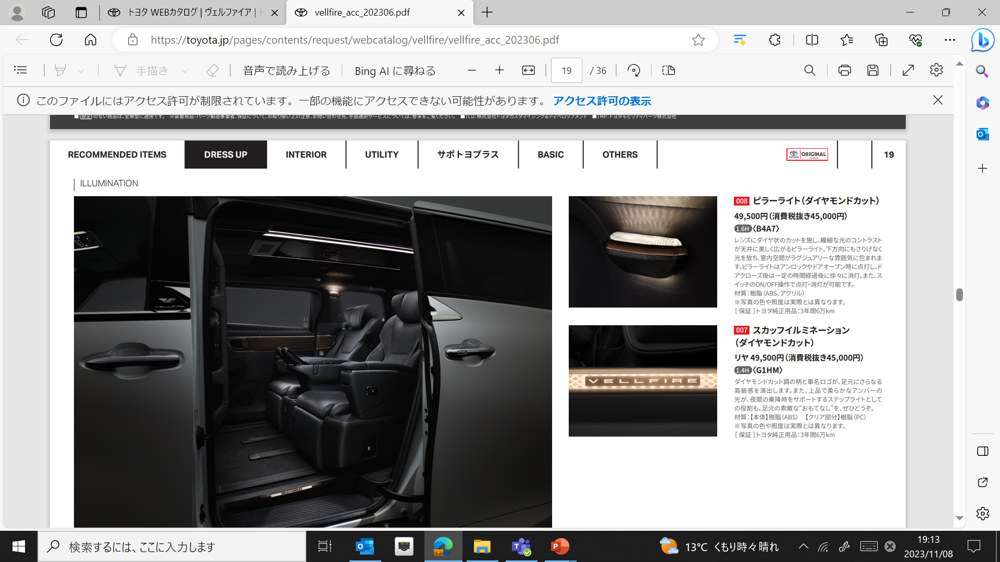 トヨタ WEBカタログ | ヴェルファイア | ト
vellfire_acc_202306.pdf
https://toyota.jp/pages/contents/request/webcatalog/vellfire/vellfire_acc_202306.pdf
手描き
音声で読み上げる
Bing AI に尋ねる
19
/ 36
このファイルにはアクセス許可が制限されています。一部の機能にアクセスできない可能性があります。 アクセス許可の表示
■[設定]のない商品は、全車型に適用です。 ※装着用品・パーツ製造事業者、保証について、お取り扱い上の注意、お問い合わせ先、手話通訳サービスについては、巻末をご覧ください。 ■TCD:株式会社トヨタカスタマイジング&ディベロップメント ■TMP:トヨタモビリティパーツ株式会社
RECOMMENDED ITEMS
DRESS UP
INTERIOR
UTILITY
サポトヨプラス
BASIC
OTHERS
TOYOTA ORIGINAL Accessory
19
ILLUMINATION
VELLFIRE
008 ピラーライト(ダイヤモンドカット)
49,500円(消費税抜き45,000円)
1.6H〈B4A7〉
レンズにダイヤ状のカットを施し、繊細な光のコントラスト
が天井に美しく広がるピラーライト。下方向にもさりげなく
光を放ち、室内空間がラグジュアリーな雰囲気に包まれま
す。ピラーライトはアンロックやドアオープン時に点灯し、ド
アクローズ後は一定の時間経過後に徐々に消灯。また、ス
イッチのON/OFF操作で点灯・消灯が可能です。
材質:樹脂(ABS、アクリル)
※写真の色や照度は実際とは異なります。
[ 保証 ]トヨタ純正用品:3年間6万km
VELLFIRE
007 スカッフイルミネーション
(ダイヤモンドカット)
リヤ 49,500円(消費税抜き45,000円)
1.4H〈G1HM〉
ダイヤモンドカット調の柄と車名ロゴが、足元にさらなる
高級感を演出します。また、上品で柔らかなアンバーの
光が、夜間の乗降時をサポートするステップライトとして
の役割も。足元の素敵な“おもてなし”を、ぜひどうぞ。
材質:【本体】樹脂(ABS) 【クリア部分】樹脂(PC)
※写真の色や照度は実際とは異なります。
[ 保証 ]トヨタ純正用品:3年間6万km
検索するには、ここに入力します
13℃ くもり時々晴れ
19:13
2023/11/08